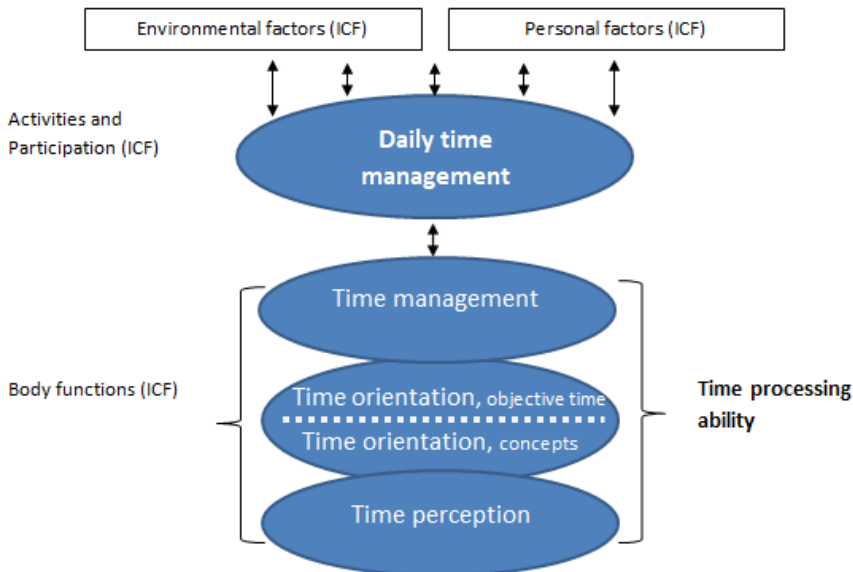 Environmental factors (ICF)
Personal factors (ICF)
Activities and
Participation (ICF)
Daily time
management
Time management
Body functions (ICF)
Time orientation, objective time
Time orientation, concepts
Time processing
ability
Time perception